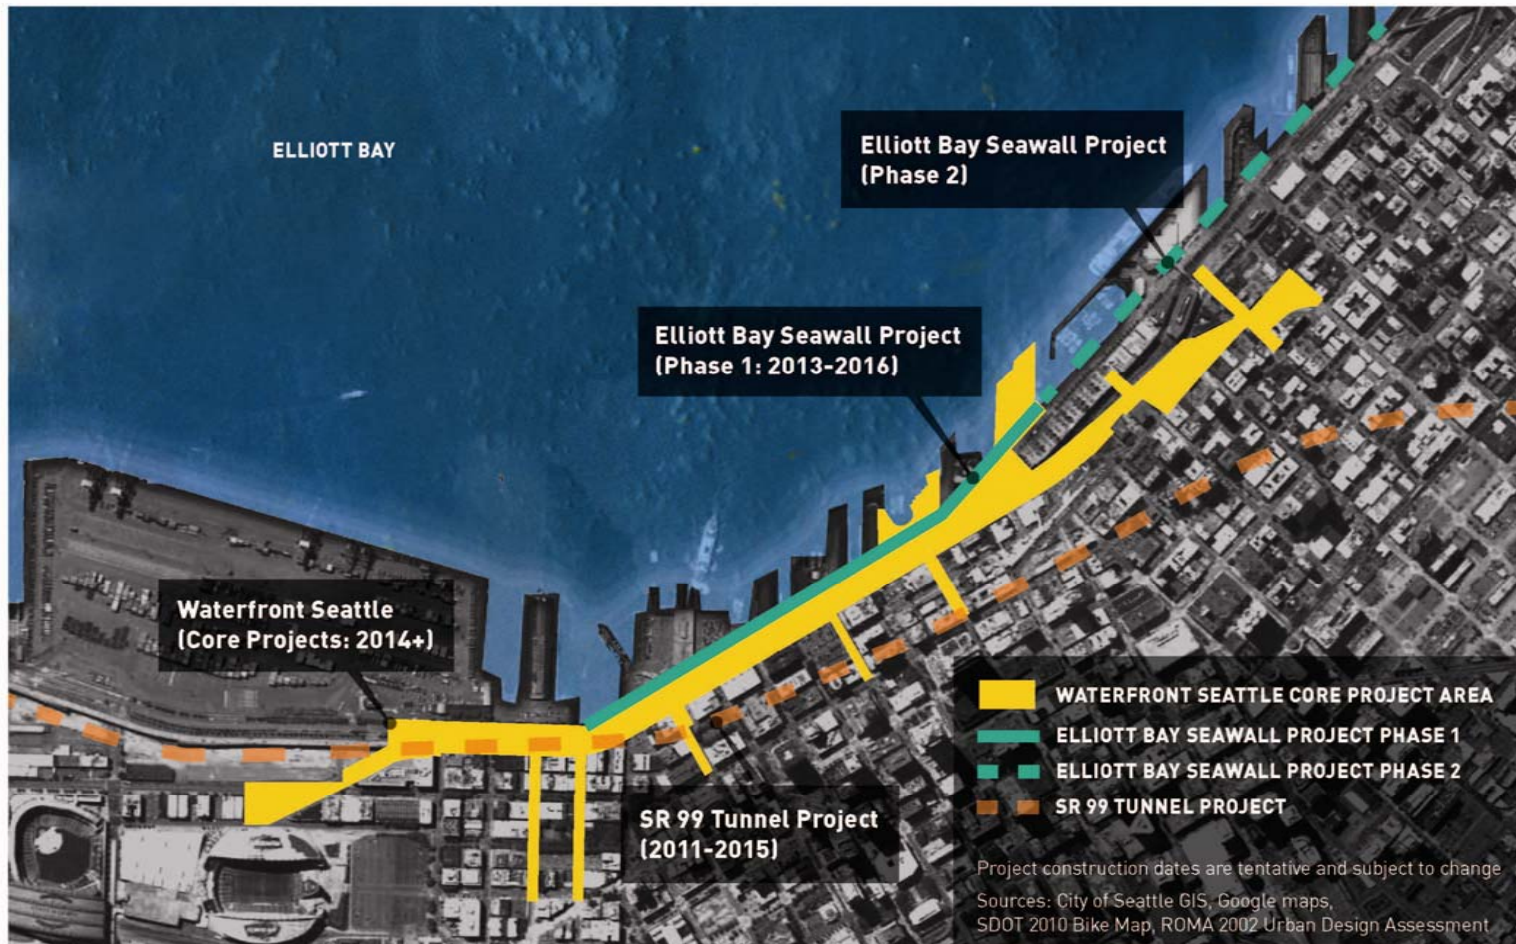 ELLIOTT BAY
Elliott Bay Seawall Project
(Phase 2)
Elliott Bay Seawall Project
(Phase 1: 2013-2016)
Waterfront Seattle
(Core Projects: 2014+)
SR 99 Tunnel Project
(2011-2015)
WATERFRONT SEATTLE CORE PROJECT AREA
ELLIOTT BAY SEAWALL PROJECT PHASE 1
ELLIOTT BAY SEAWALL PROJECT PHASE 2
SR 99 TUNNEL PROJECT
Project construction dates are tentative and subject to change
Sources: City of Seattle GIS, Google maps,
SDOT 2010 Bike Map, ROMA 2002 Urban Design Assessment